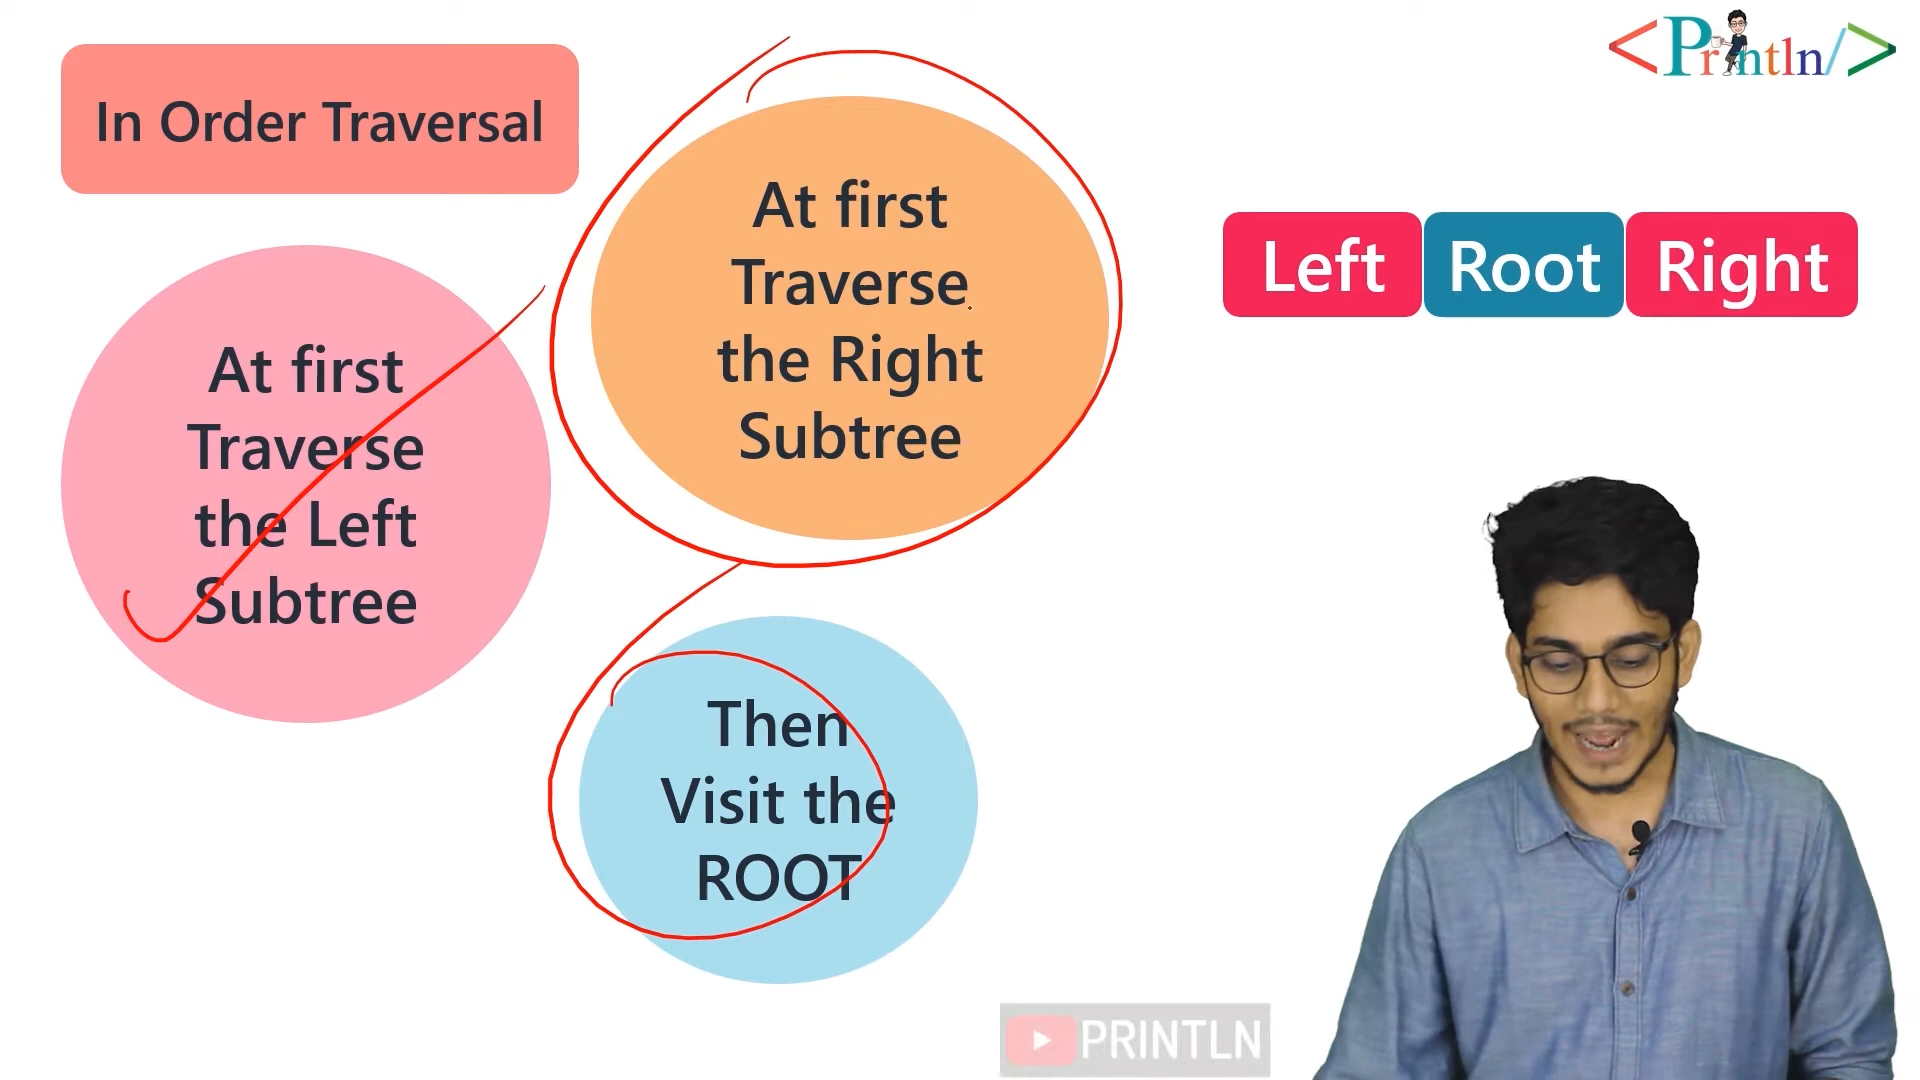 In Order Traversal
<Println/>
At first
Traverse
the Right
Subtree
Left Root Right
At first
Traverse
the Left
Subtree
Then
Visit the
ROOT
PRINTLN